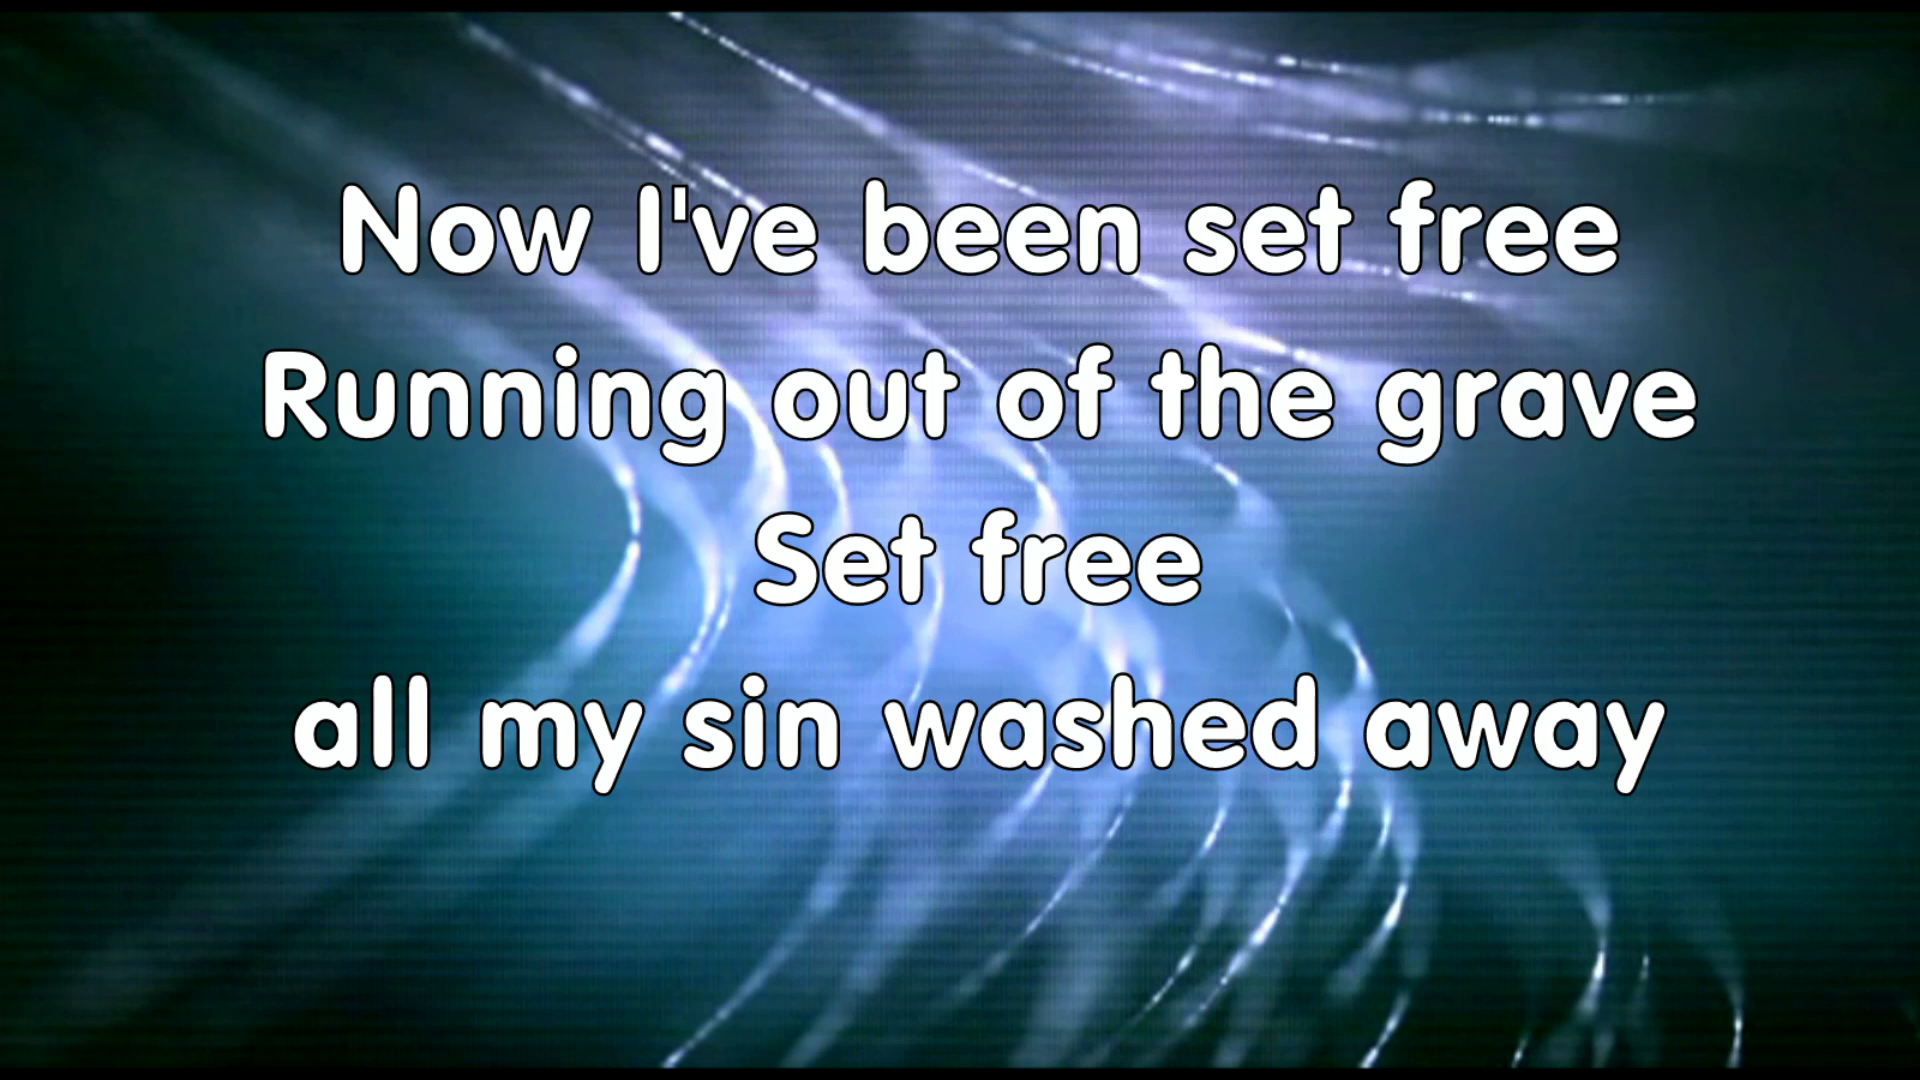 Now I've been set free
Running out of the grave
Set free
all my sin washed away